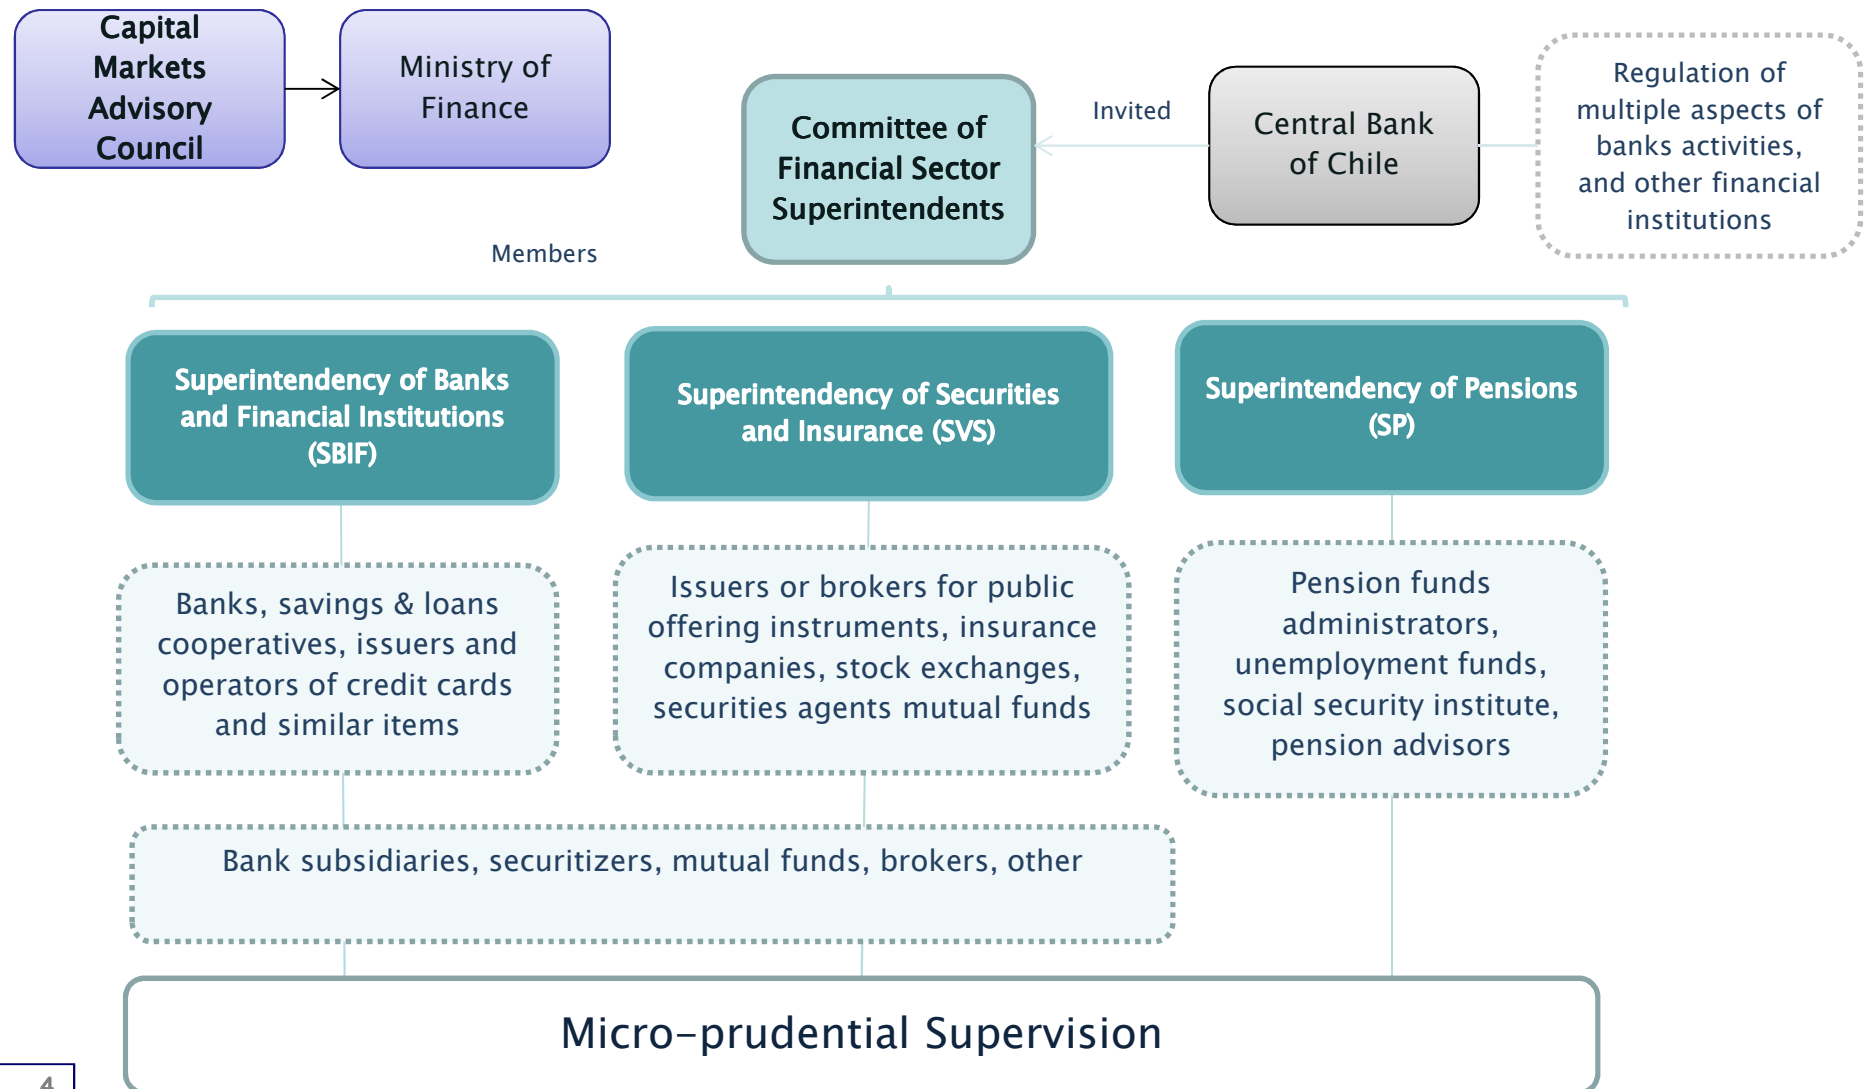 Capital
Markets
Advisory
Council
Ministry of
Finance
Committee of
Financial Sector
Superintendents
Invited
Central Bank
of Chile
Regulation of
multiple aspects of
banks activities,
and other financial
institutions
Members
Superintendency of Banks
and Financial Institutions
(SBIF)
Superintendency of Securities
and Insurance (SVS)
Superintendency of Pensions
(SP)
Banks, savings & loans
cooperatives, issuers and
operators of credit cards
and similar items
Issuers or brokers for public
offering instruments, insurance
companies, stock exchanges,
securities agents mutual funds
Pension funds
administrators,
unemployment funds,
social security institute,
pension advisors
Bank subsidiaries, securitizers, mutual funds, brokers, other
Micro-prudential Supervision
4